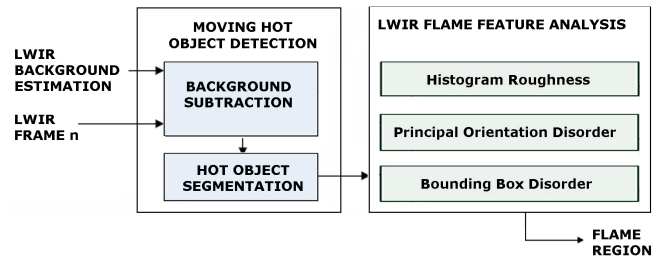 MOVING HOT
OBJECT DETECTION
LWIR FLAME FEATURE ANALYSIS
LWIR
BACKGROUND
ESTIMATION
BACKGROUND
SUBTRACTION
Histogram Roughness
LWIR
FRAME n
Principal Orientation Disorder
HOT OBJECT
SEGMENTATION
Bounding Box Disorder
FLAME
REGION